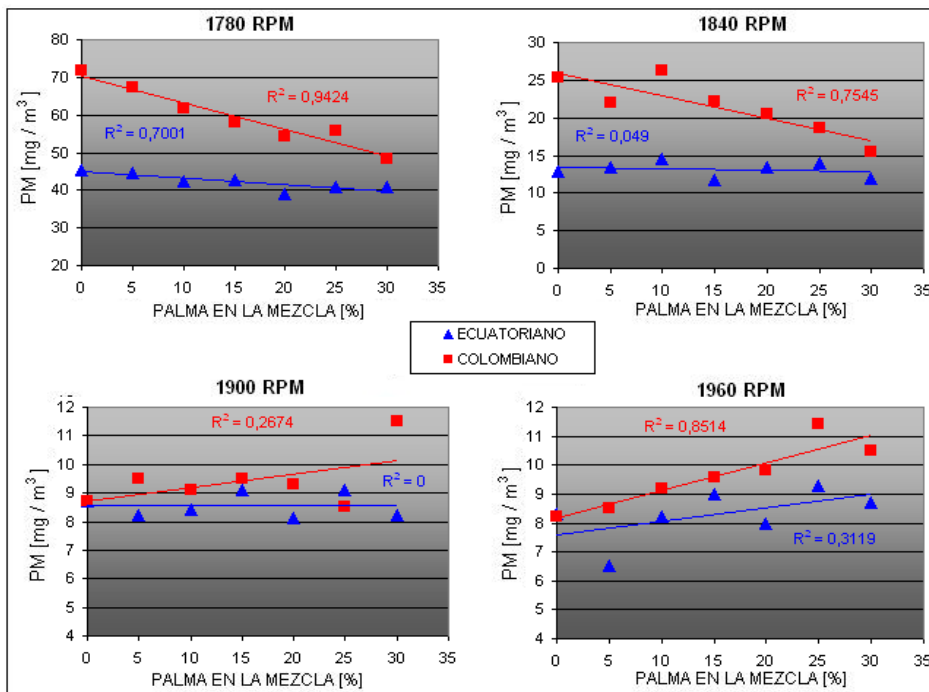 1780 RPM
PM [mg / m³]
80
70
60
50
40
30
20
R² = 0,9424
R² = 0,7001
0 5 10 15 20 25 30 35
PALMA EN LA MEZCLA [%]
1840 RPM
PM [mg / m³]
30
25
20
15
10
5
0
R² = 0,7545
R² = 0,049
0 5 10 15 20 25 30 35
PALMA EN LA MEZCLA [%]
ECUATORIANO
COLOMBIANO
1900 RPM
PM [mg / m³]
12
11
10
9
8
7
6
5
4
R² = 0,2674
R² = 0
0 5 10 15 20 25 30 35
PALMA EN LA MEZCLA [%]
1960 RPM
PM [mg / m³]
12
11
10
9
8
7
6
5
4
R² = 0,8514
R² = 0,3119
0 5 10 15 20 25 30 35
PALMA EN LA MEZCLA [%]